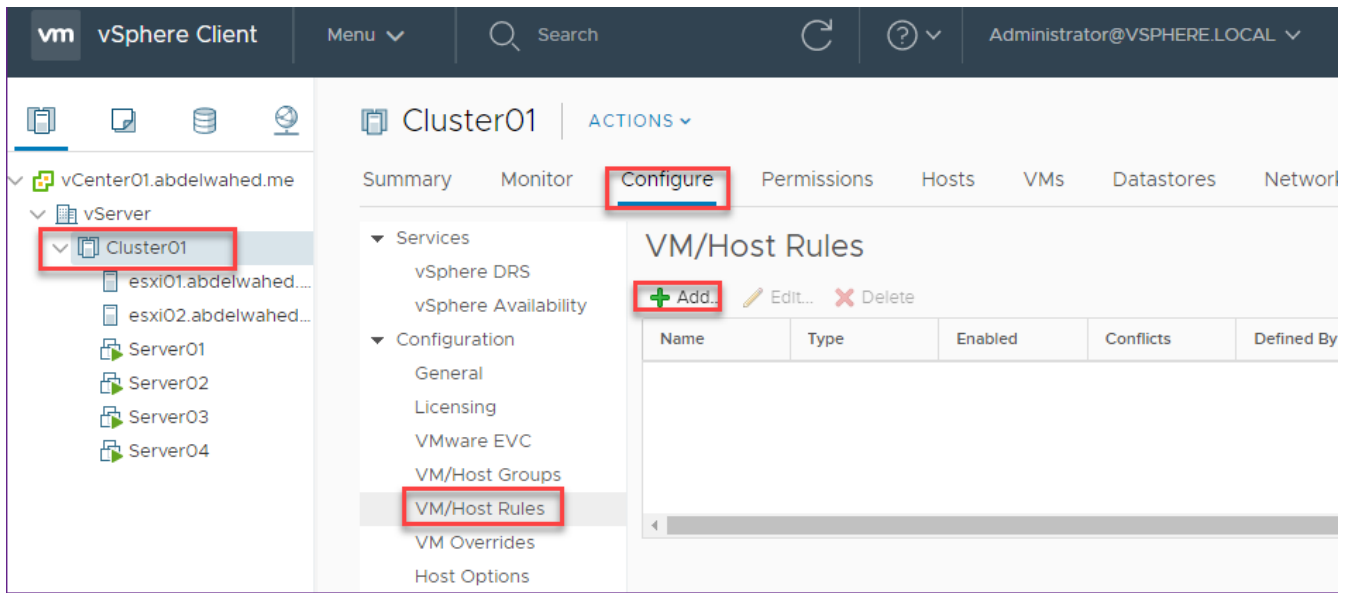 vm vSphere Client Menu Search Administrator@VSPHERE.LOCAL
Cluster01 ACTIONS
vCenter01.abdelwahed.me
vServer
Cluster01
esxi01.abdelwahed....
esxi02.abdelwahed...
Server01
Server02
Server03
Server04
Summary Monitor Configure Permissions Hosts VMs Datastores Network
Services
vSphere DRS
vSphere Availability
Configuration
General
Licensing
VMware EVC
VM/Host Groups
VM/Host Rules
VM Overrides
Host Options
VM/Host Rules
Add... Edit... Delete
Name Type Enabled Conflicts Defined By